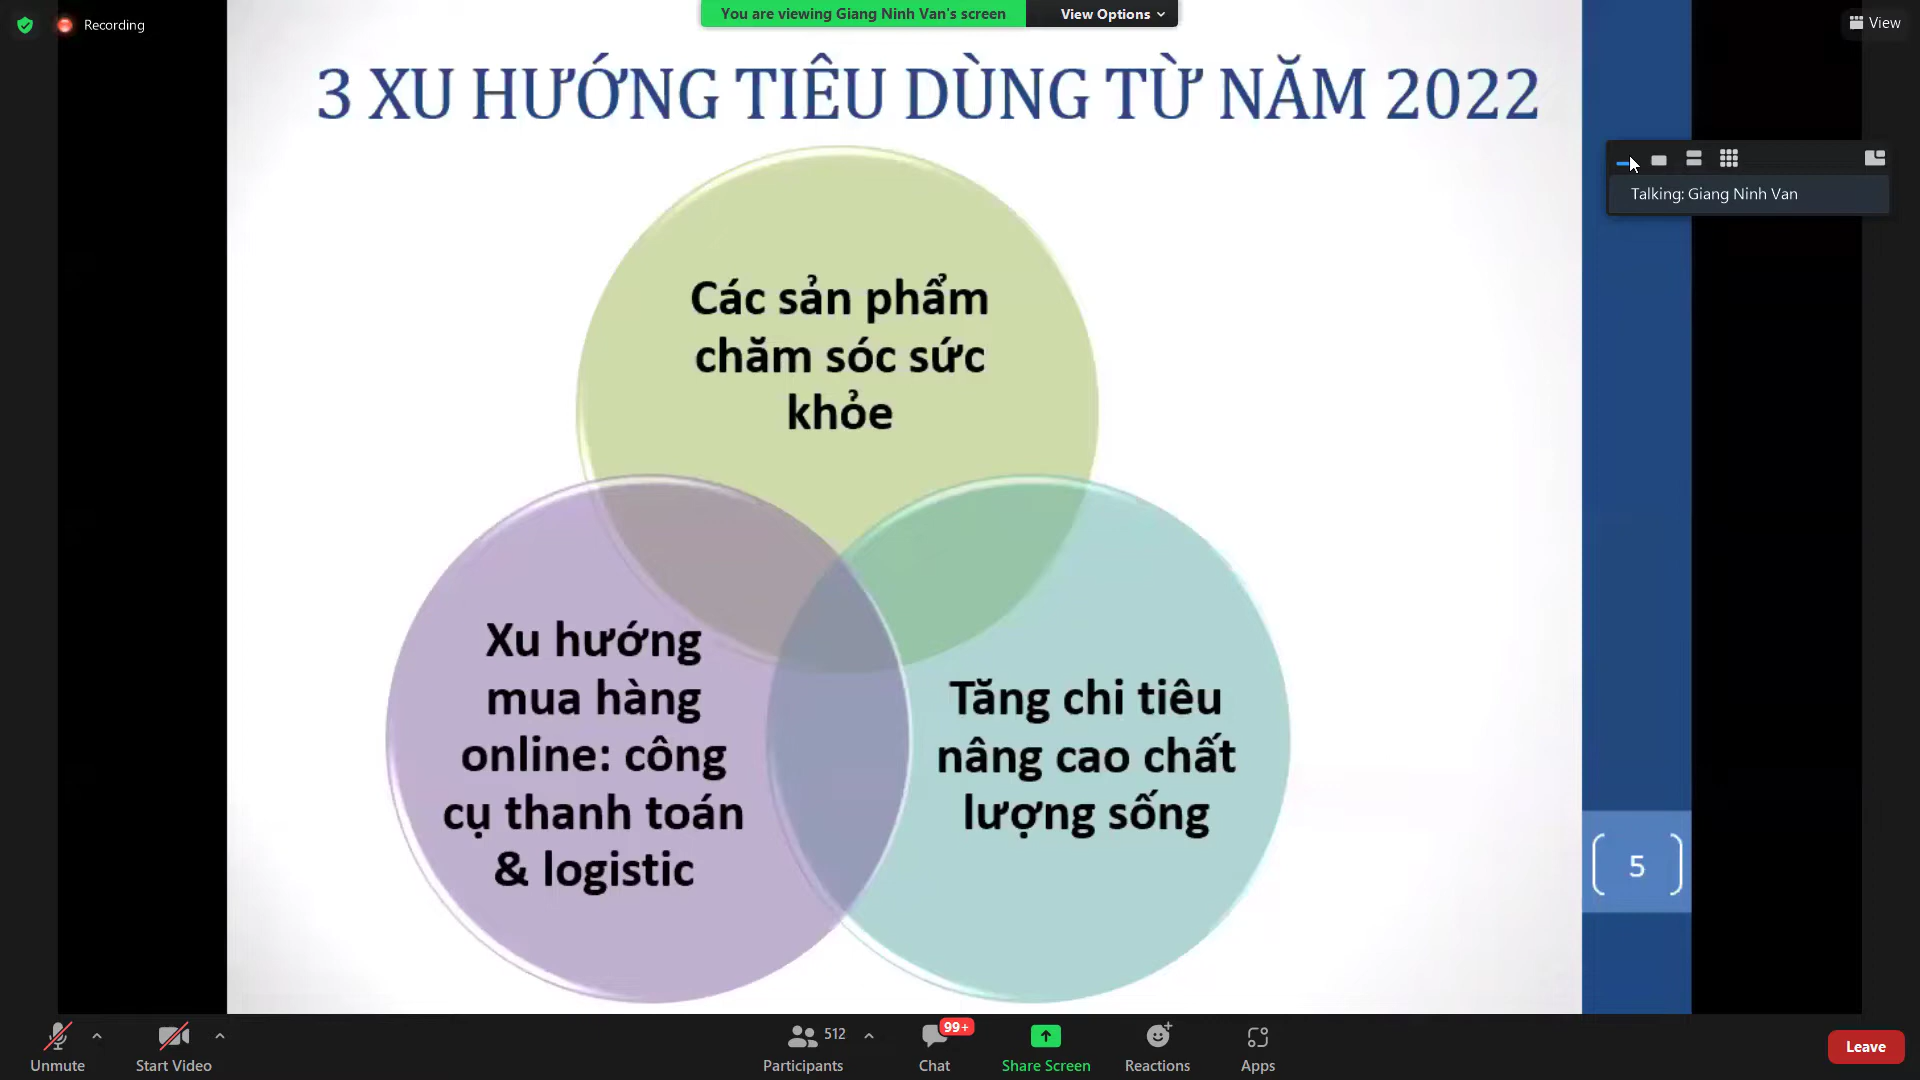 Recording
You are viewing Giang Ninh Van's screen
View Options
View
3 XU HƯỚNG TIÊU DÙNG TỪ NĂM 2022
Talking: Giang Ninh Van
Các sản phẩm
chăm sóc sức
khỏe
Xu hướng
mua hàng
online: công
cụ thanh toán
& logistic
Tăng chi tiêu
nâng cao chất
lượng sống
5
Unmute
Start Video
512
Participants
99+
Chat
Share Screen
Reactions
Apps
Leave